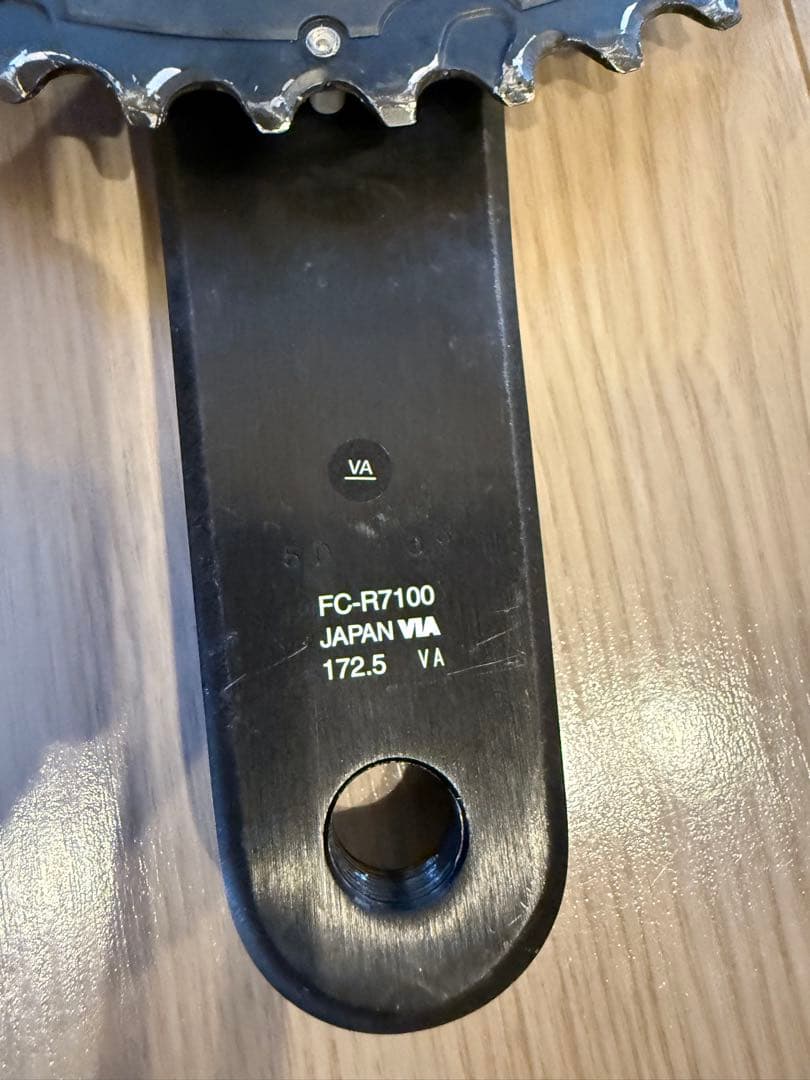 VA
FC-R7100
JAPAN VIA
172.5 VA